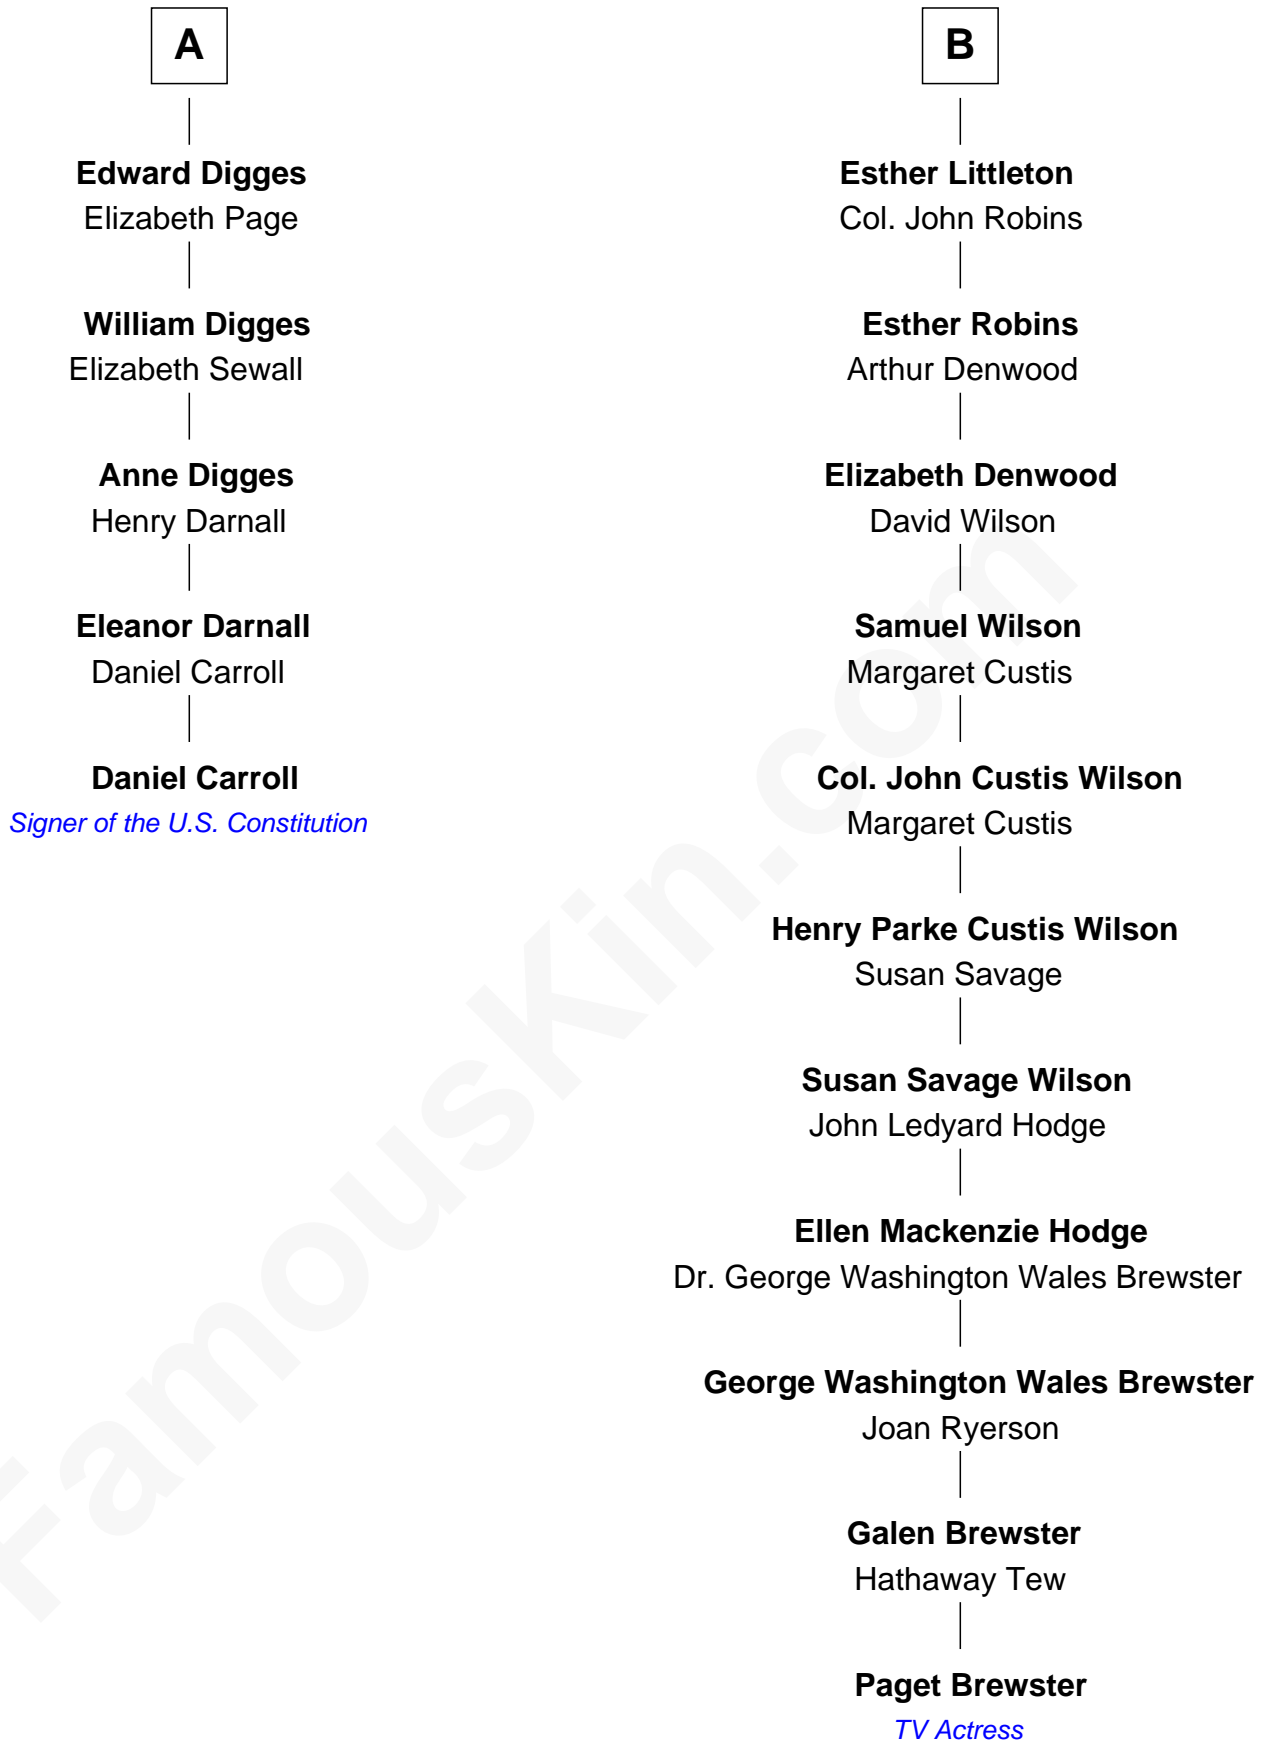 A
Edward Digges
Elizabeth Page
William Digges
Elizabeth Sewall
Anne Digges
Henry Darnall
Eleanor Darnall
Daniel Carroll
Daniel Carroll
Signer of the U.S. Constitution
B
Esther Littleton
Col. John Robins
Esther Robins
Arthur Denwood
Elizabeth Denwood
David Wilson
Samuel Wilson
Margaret Custis
Col. John Custis Wilson
Margaret Custis
Henry Parke Custis Wilson
Susan Savage
Susan Savage Wilson
John Ledyard Hodge
Ellen Mackenzie Hodge
Dr. George Washington Wales Brewster
George Washington Wales Brewster
Joan Ryerson
Galen Brewster
Hathaway Tew
Paget Brewster
TV Actress
FamousKin.com